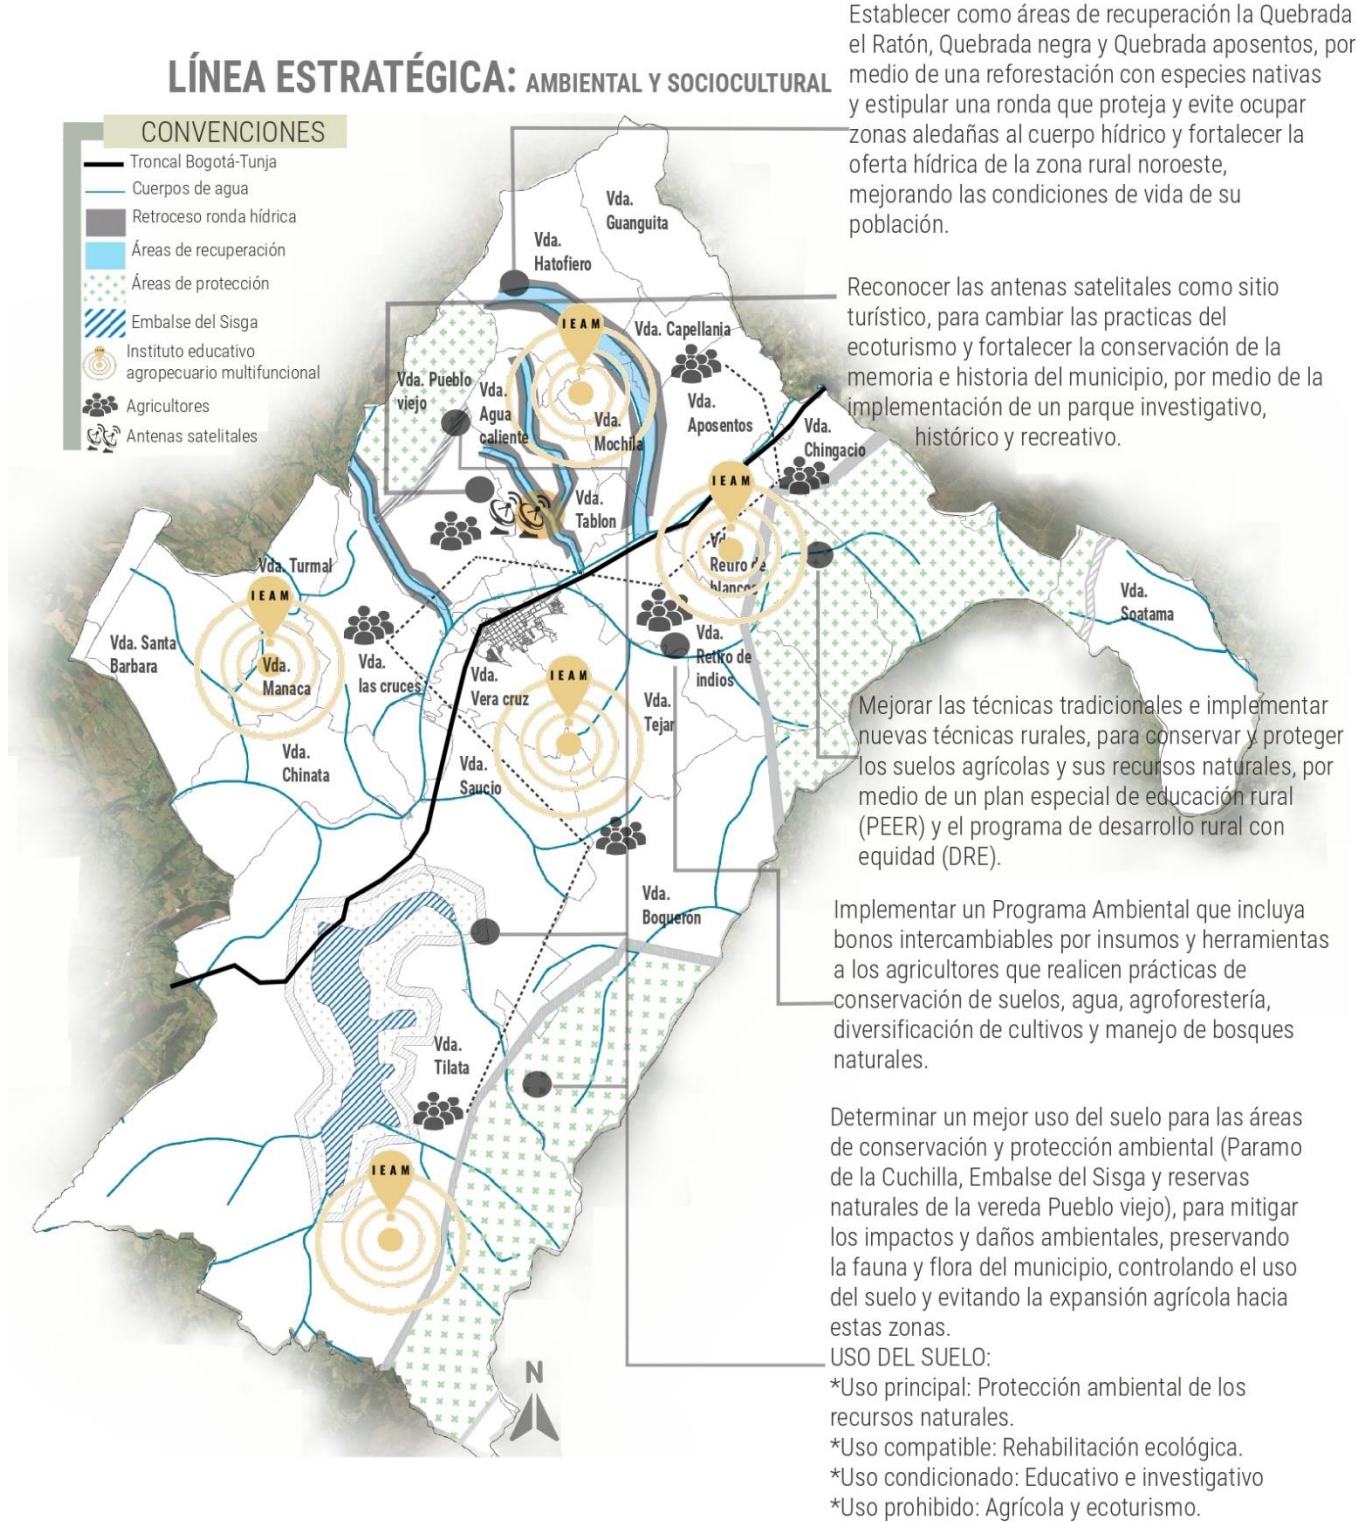 LÍNEA ESTRATÉGICA: AMBIENTAL Y SOCIOCULTURAL
CONVENCIONES
Troncal Bogotá-Tunja
Cuerpos de agua
Retroceso ronda hídrica
Áreas de recuperación
Áreas de protección
Embalse del Sisga
IEAM
Instituto educativo
agropecuario multifuncional
Agricultores
Antenas satelitales
Establecer como áreas de recuperación la Quebrada
el Ratón, Quebrada negra y Quebrada aposentos, por
medio de una reforestación con especies nativas
y estipular una ronda que proteja y evite ocupar
zonas aledañas al cuerpo hídrico y fortalecer la
oferta hídrica de la zona rural noroeste,
mejorando las condiciones de vida de su
población.
Reconocer las antenas satelitales como sitio
turístico, para cambiar las practicas del
ecoturismo y fortalecer la conservación de la
memoria e historia del municipio, por medio de la
implementación de un parque investigativo,
histórico y recreativo.
Mejorar las técnicas tradicionales e implementar
nuevas técnicas rurales, para conservar y proteger
los suelos agrícolas y sus recursos naturales, por
medio de un plan especial de educación rural
(PEER) y el programa de desarrollo rural con
equidad (DRE).
Implementar un Programa Ambiental que incluya
bonos intercambiables por insumos y herramientas
a los agricultores que realicen prácticas de
conservación de suelos, agua, agroforestería,
diversificación de cultivos y manejo de bosques
naturales.
Determinar un mejor uso del suelo para las áreas
de conservación y protección ambiental (Paramo
de la Cuchilla, Embalse del Sisga y reservas
naturales de la vereda Pueblo viejo), para mitigar
los impactos y daños ambientales, preservando
la fauna y flora del municipio, controlando el uso
del suelo y evitando la expansión agrícola hacia
estas zonas.
USO DEL SUELO:
*Uso principal: Protección ambiental de los
recursos naturales.
*Uso compatible: Rehabilitación ecológica.
*Uso condicionado: Educativo e investigativo
*Uso prohibido: Agrícola y ecoturismo.
Vda.
Guanguita
Vda.
Hatofiero
IEAM
Vda. Capellania
Vda. Pueblo
viejo
Vda.
Agua
caliente
Vda.
Mochila
Vda.
Aposentos
Vda.
Chingacio
IEAM
Vda.
Tablon
Vda.
Retiro de
blancos
Vda. Turmal
IEAM
Vda.
Soatama
Vda. Santa
Barbara
Vda.
Manaca
Vda.
las cruces
Vda.
Vera cruz
IEAM
Vda.
Retiro de
indios
Vda.
Tejar
Vda.
Chinata
Vda.
Saucio
Vda.
Boqueron
Vda.
Tilata
IEAM
N